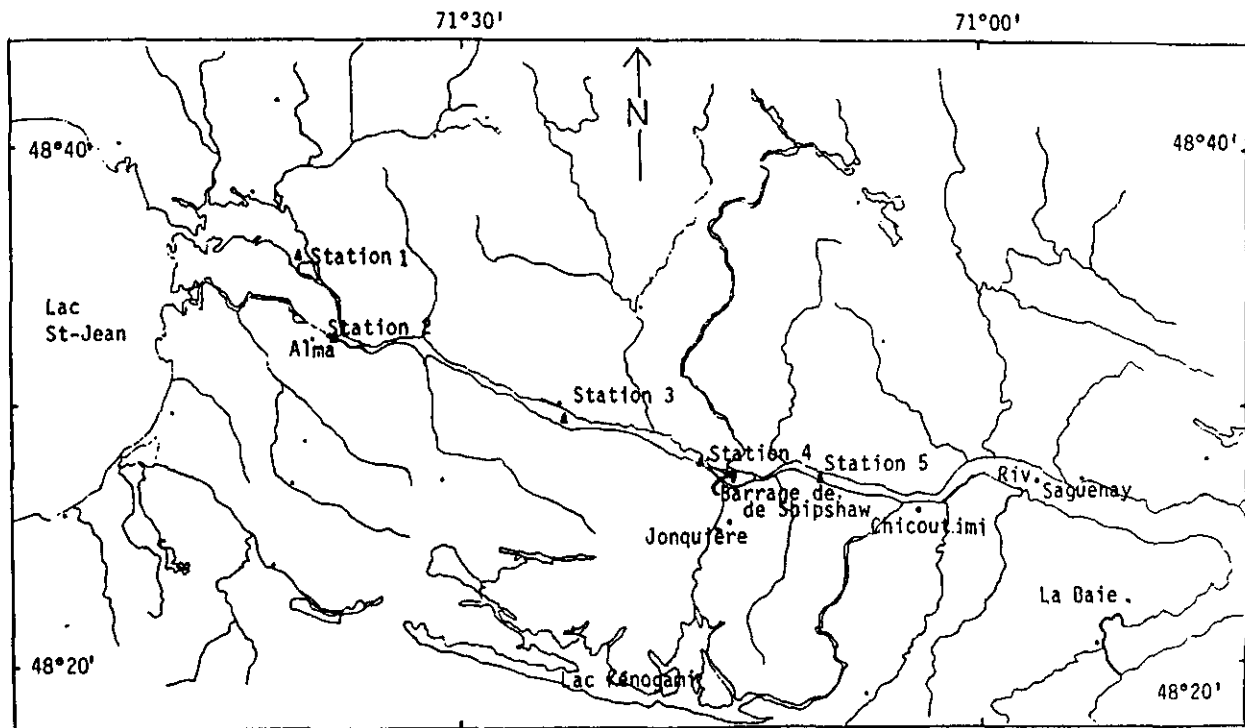 71°30'
71°00'
N
48°40'
48°40'
Station 1
Lac
St-Jean
Station 2
Alma
Station 3
Station 4
Station 5
Riv.
Saguenay
Barrage de
de Shipshaw
Jonquière
Chicoutimi
La Baie
48°20'
Lac Kénogami
48°20'